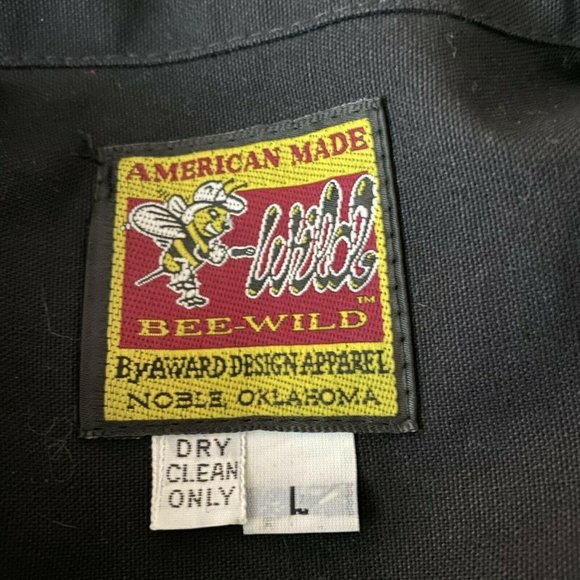 AMERICAN MADE
Wild
TM
BEE-WILD
By AWARD DESIGN APPAREL
NOBLE, OKLAHOMA
DRY
CLEAN
ONLY
L